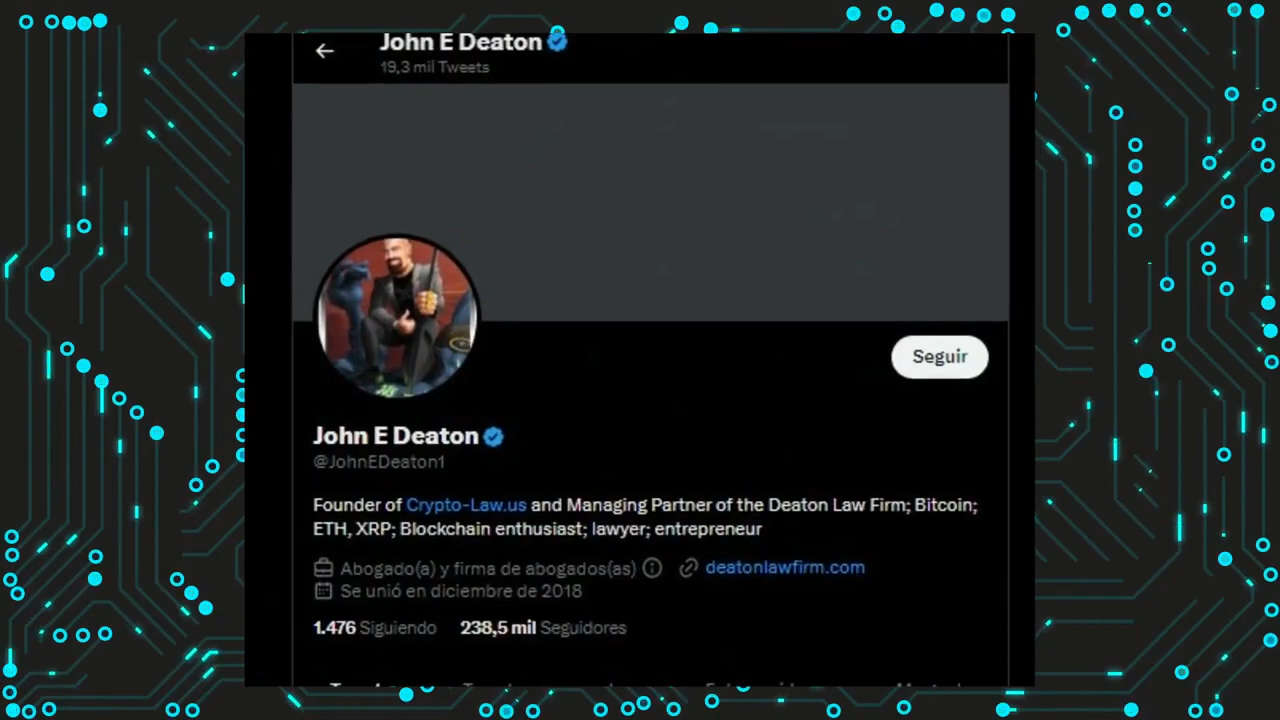 John E Deaton
19,3 mil Tweets
Seguir
John E Deaton
@JohnEDeaton1
Founder of Crypto-Law.us and Managing Partner of the Deaton Law Firm; Bitcoin;
ETH, XRP; Blockchain enthusiast; lawyer; entrepreneur
Abogado(a) y firma de abogados(as) deatonlawfirm.com
Se unió en diciembre de 2018
1.476 Siguiendo 238,5 mil Seguidores